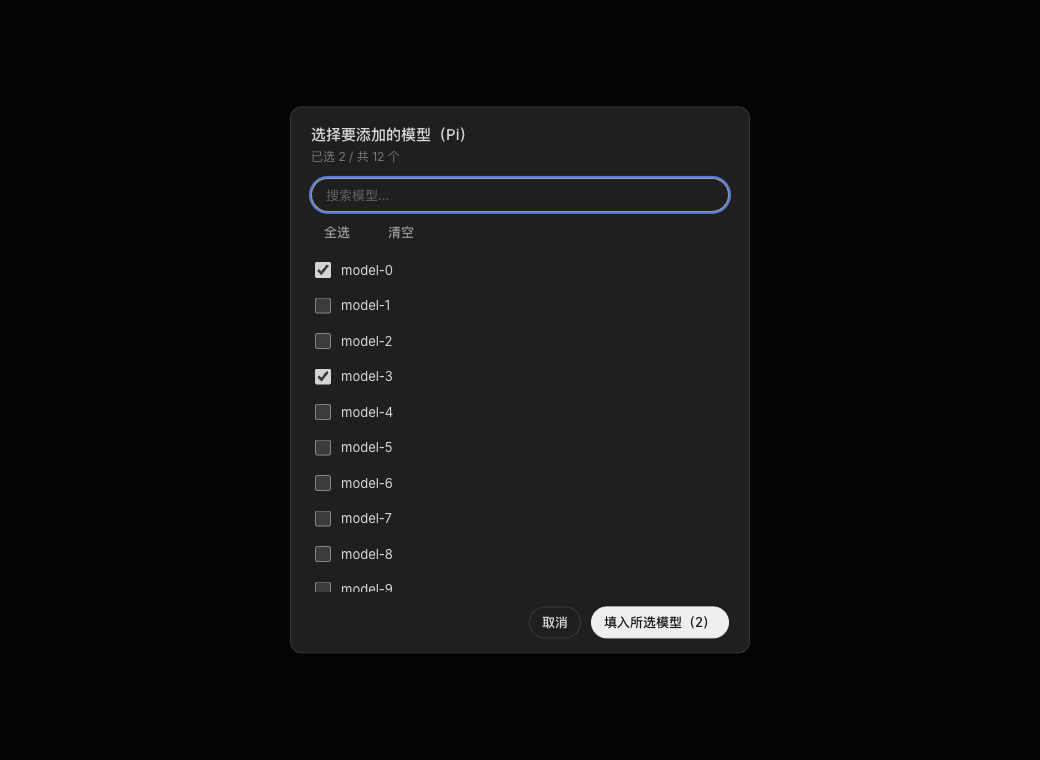 选择要添加的模型（Pi）
已选 2 / 共 12 个
搜索模型...
全选 清空
model-0
model-1
model-2
model-3
model-4
model-5
model-6
model-7
model-8
model-9
取消 填入所选模型（2）